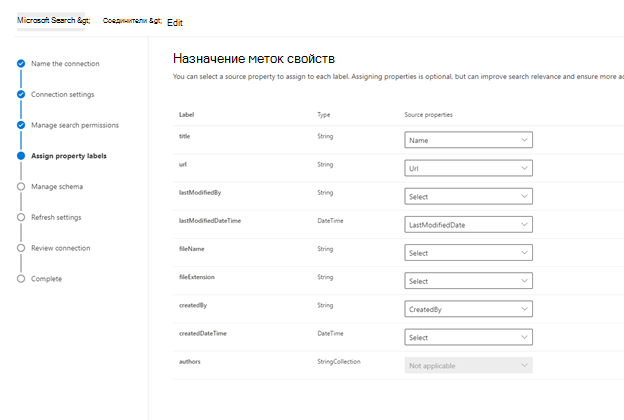 Microsoft Search &gt; Соединители &gt; Edit
Name the connection
Connection settings
Manage search permissions
Assign property labels
Manage schema
Refresh settings
Review connection
Complete
Назначение меток свойств
You can select a source property to assign to each label. Assigning properties is optional, but can improve search relevance and ensure more
Label Type Source properties
title String Name
url String Url
lastModifiedBy String Select
lastModifiedDateTime DateTime LastModifiedDate
fileName String Select
fileExtension String Select
createdBy String CreatedBy
createdDateTime DateTime Select
authors StringCollection Not applicable